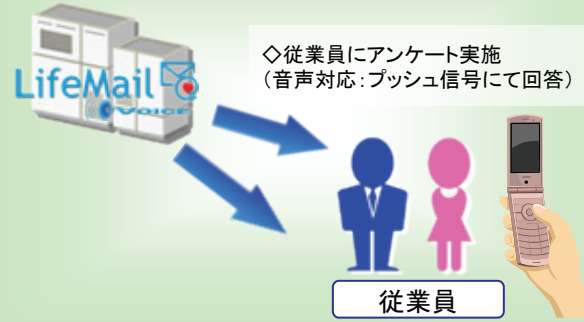 ◇従業員にアンケート実施
(音声対応:プッシュ信号にて回答)
LifeMail
VOICE
従業員